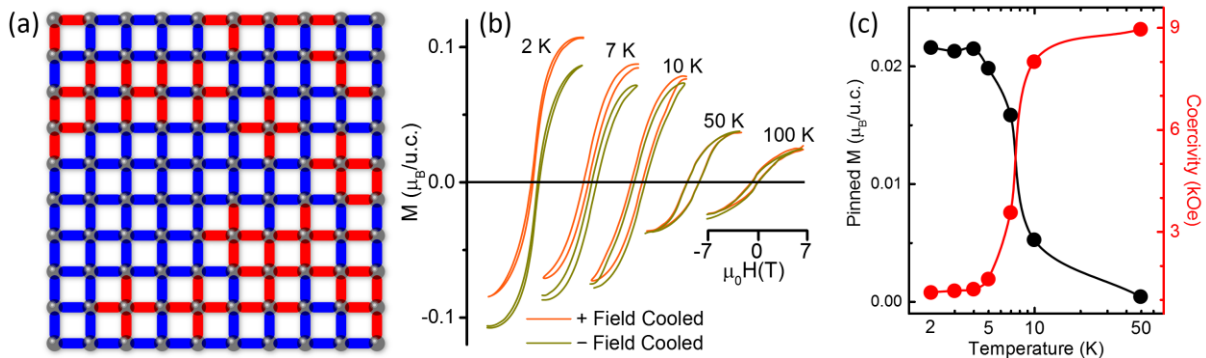 (a)
(b)
2 K
7 K
10 K
50 K
100 K
0.1
0.0
-0.1
M (μB/u.c.)
-7 0 7
μ0H(T)
+ Field Cooled
− Field Cooled
(c)
0.02
0.01
0.00
Pinned M (μB/u.c.)
9
6
3
Coercivity (kOe)
2 5 10 50
Temperature (K)